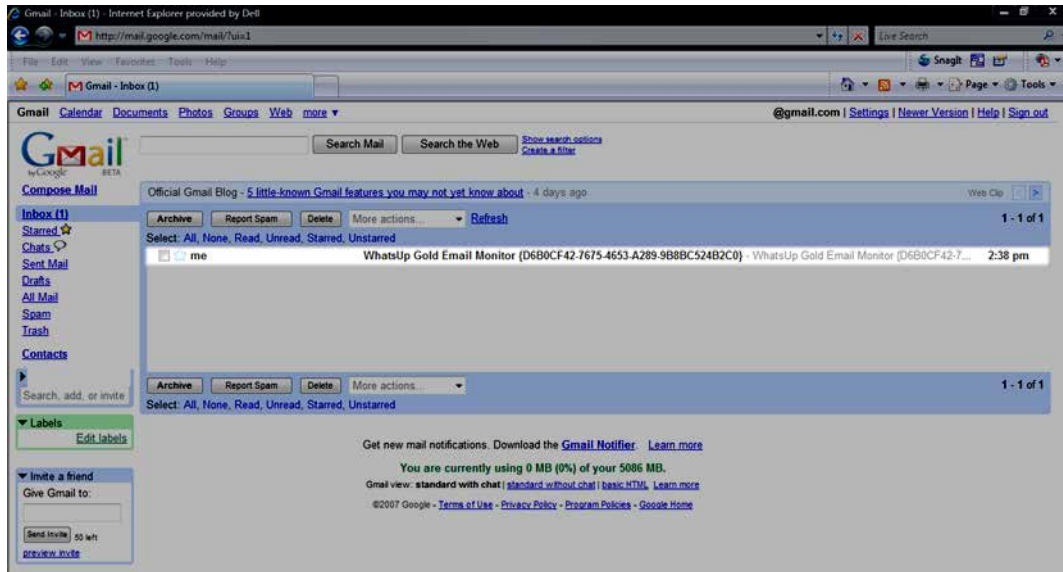 Gmail - Inbox (1) - Internet Explorer provided by Dell
http://mail.google.com/mail/?ui=1
Live Search
File Edit View Favorites Tools Help
SnagIt
Gmail - Inbox (1)
Page Tools
Gmail Calendar Documents Photos Groups Web more ▼
@gmail.com | Settings | Newer Version | Help | Sign out
Gmail
by Google BETA
Search Mail Search the Web Show search options
Create a filter
Compose Mail
Official Gmail Blog - 5 little-known Gmail features you may not yet know about - 4 days ago Web Clip < >
Inbox (1)
Archive Report Spam Delete More actions... Refresh 1 - 1 of 1
Starred
Select: All, None, Read, Unread, Starred, Unstarred
Chats
me WhatsUp Gold Email Monitor {D6B0CF42-7675-4653-A289-9B8BC524B2C0} - WhatsUp Gold Email Monitor {D6B0CF42-7... 2:38 pm
Sent Mail
Drafts
All Mail
Spam
Trash
Contacts
Search, add, or invite
Archive Report Spam Delete More actions... 1 - 1 of 1
Select: All, None, Read, Unread, Starred, Unstarred
▼ Labels
Edit labels
Get new mail notifications. Download the Gmail Notifier. Learn more
You are currently using 0 MB (0%) of your 5086 MB.
Gmail view: standard with chat | standard without chat | basic HTML Learn more
©2007 Google - Terms of Use - Privacy Policy - Program Policies - Google Home
▼ Invite a friend
Give Gmail to:
Send Invite 50 left
preview invite